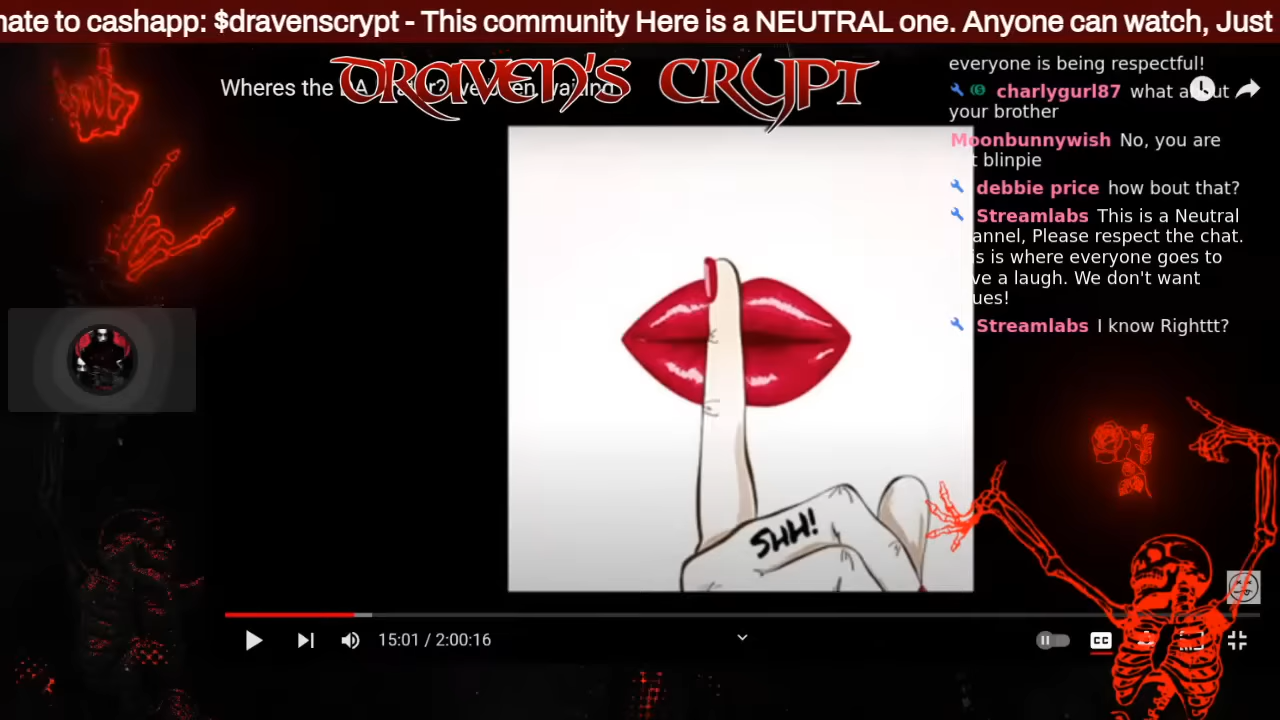 nate to cashapp: $dravenscrypt - This community Here is a NEUTRAL one. Anyone can watch, Just
DRAVEN'S CRYPT
Wheres the
everyone is being respectful!
charlygurl87 what about
your brother
Moonbunnywish No, you are
blinpie
debbie price how bout that?
Streamlabs This is a Neutral
annel, Please respect the chat.
is where everyone goes to
ve a laugh. We don't want
ues!
Streamlabs I know Righttt?
SHH!
15:01 / 2:00:16
CC